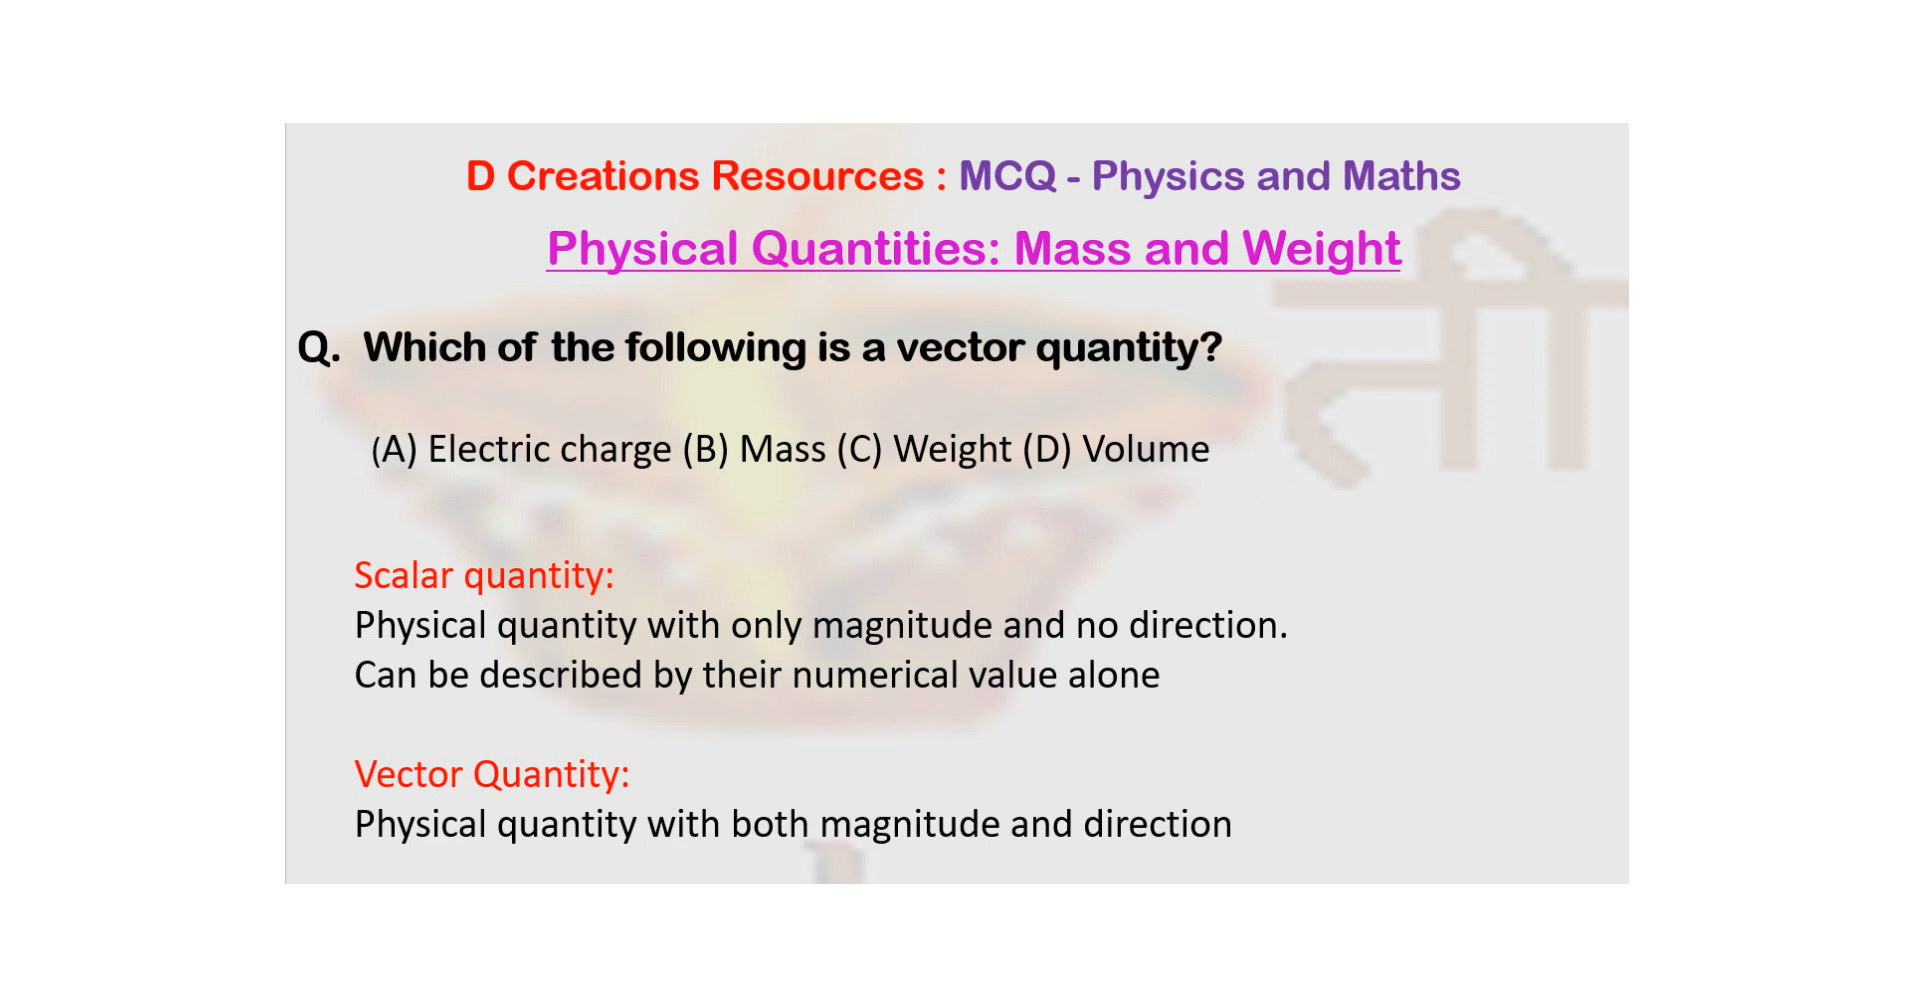 D Creations Resources : MCQ - Physics and Maths
Physical Quantities: Mass and Weight
Q. Which of the following is a vector quantity?
(A) Electric charge (B) Mass (C) Weight (D) Volume
Scalar quantity:
Physical quantity with only magnitude and no direction.
Can be described by their numerical value alone
Vector Quantity:
Physical quantity with both magnitude and direction